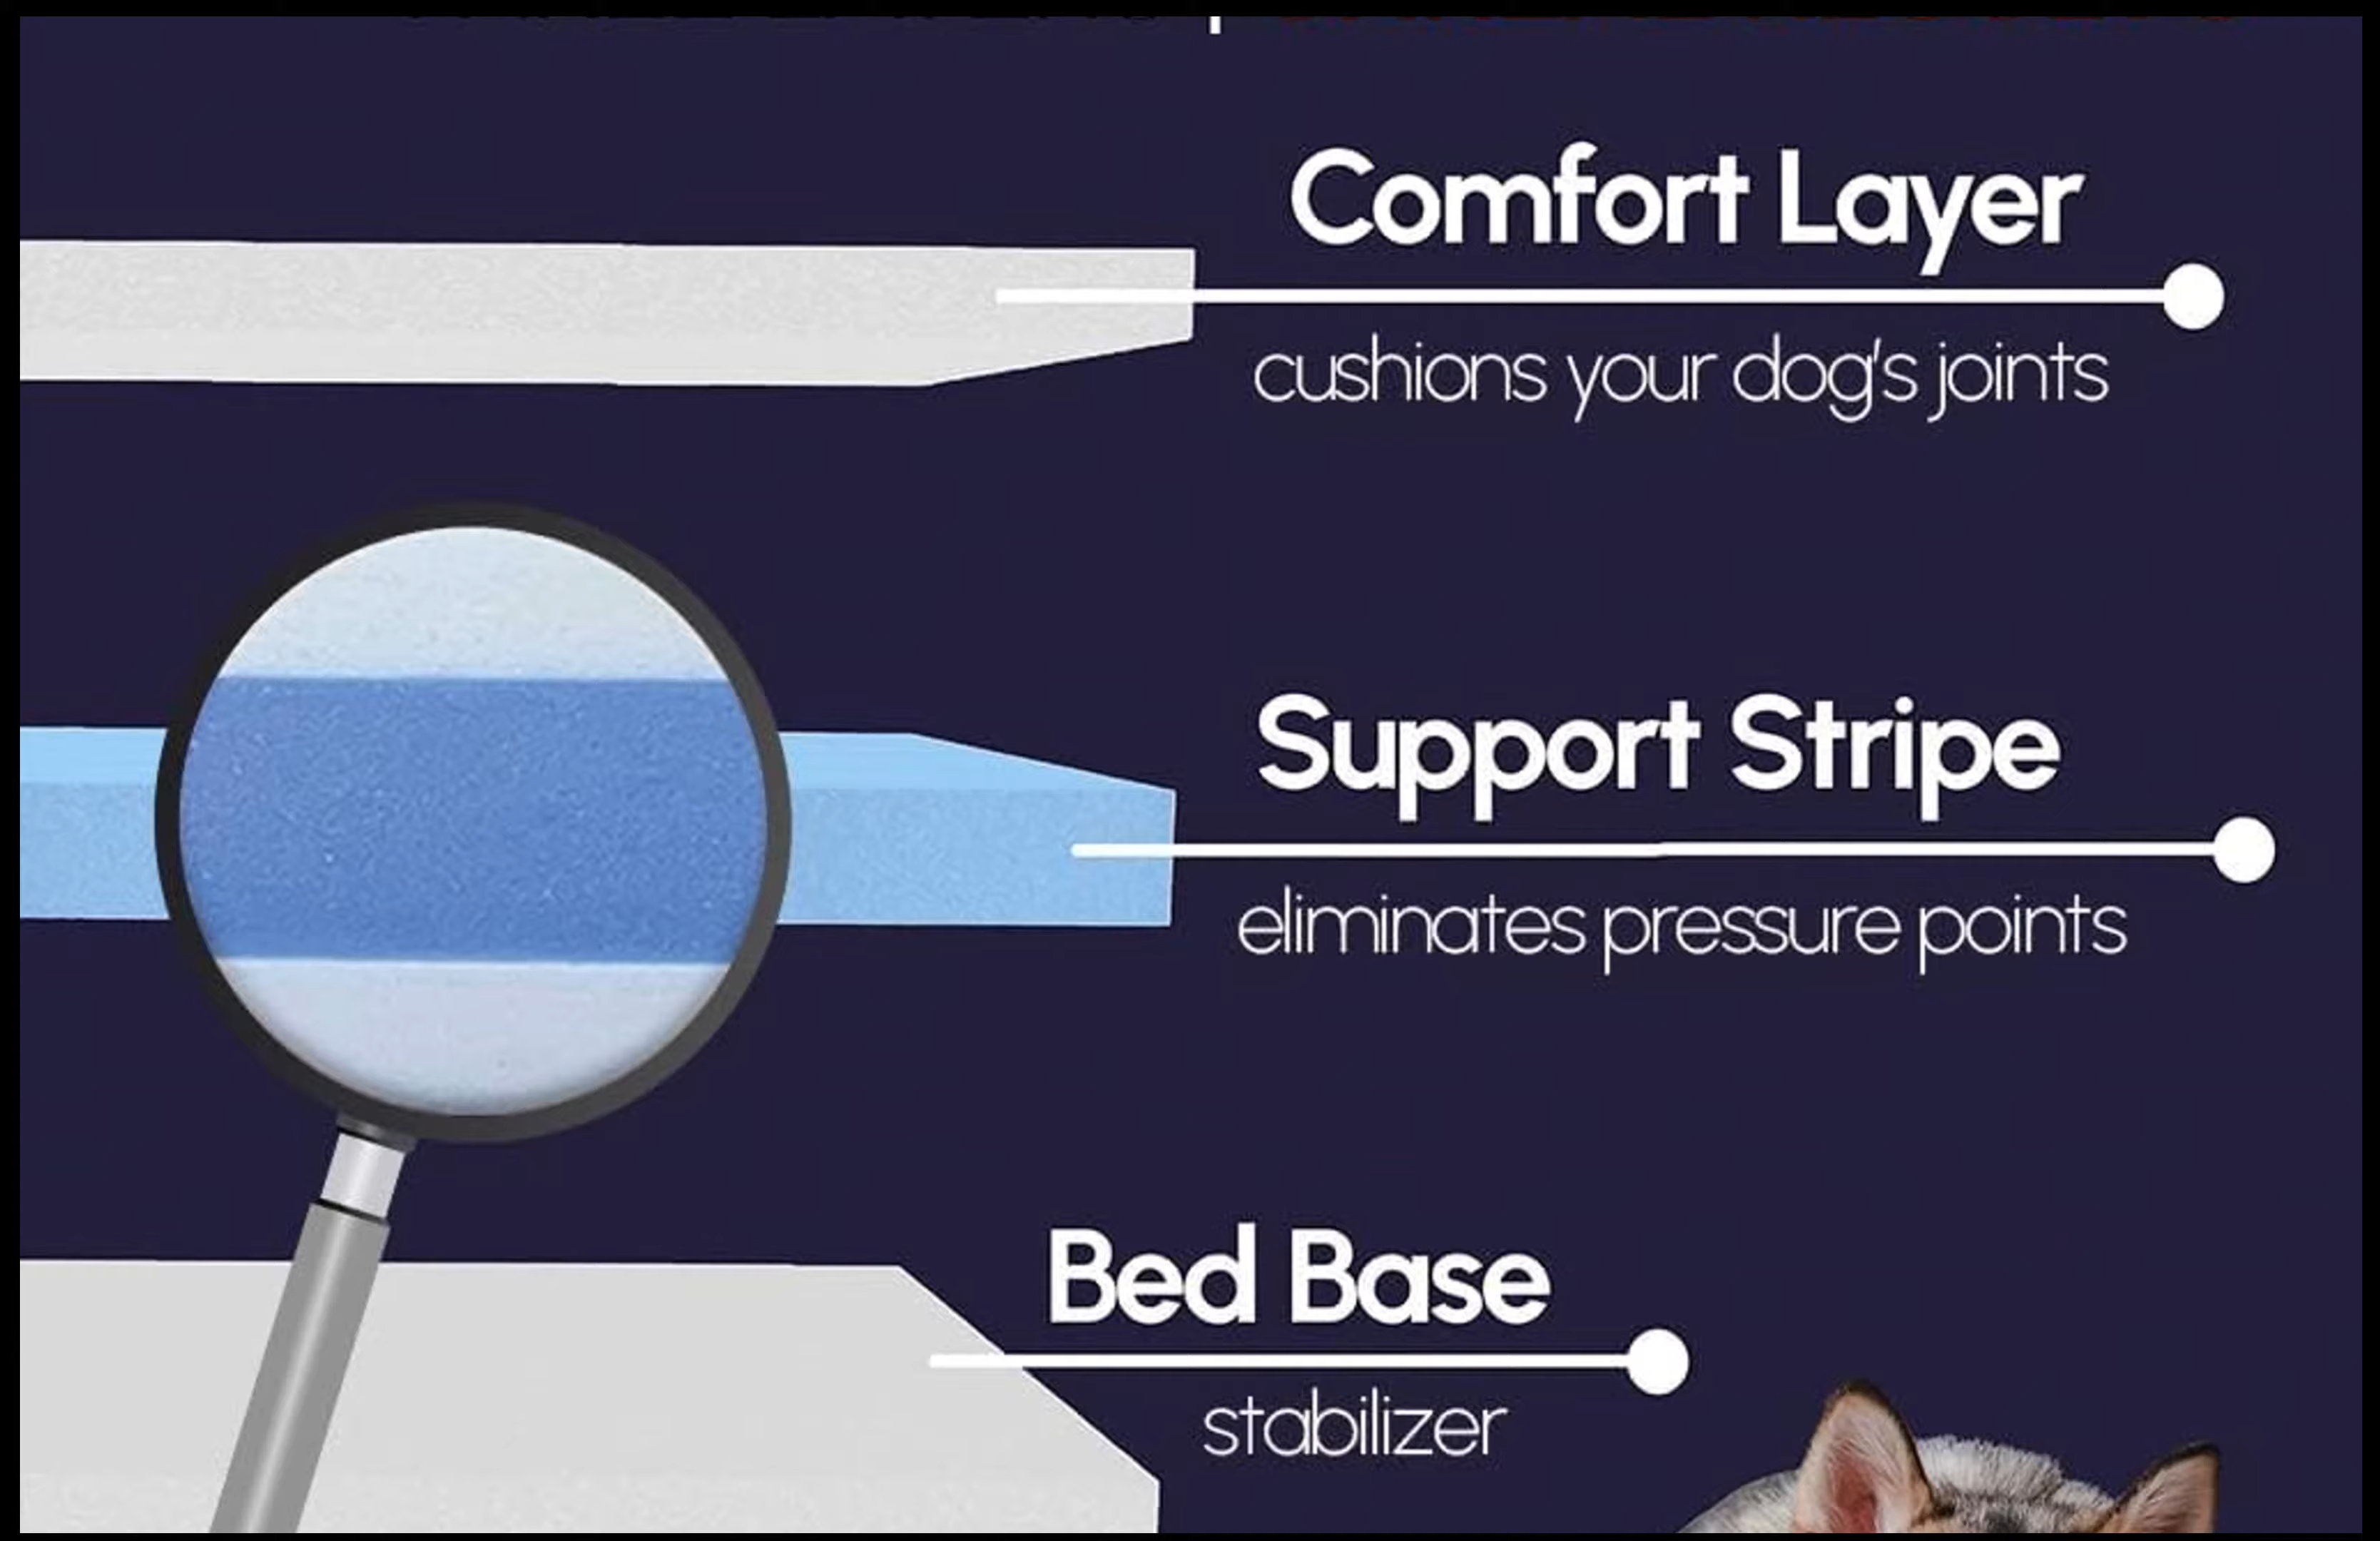 Comfort Layer
cushions your dog's joints
Support Stripe
eliminates pressure points
Bed Base
stabilizer